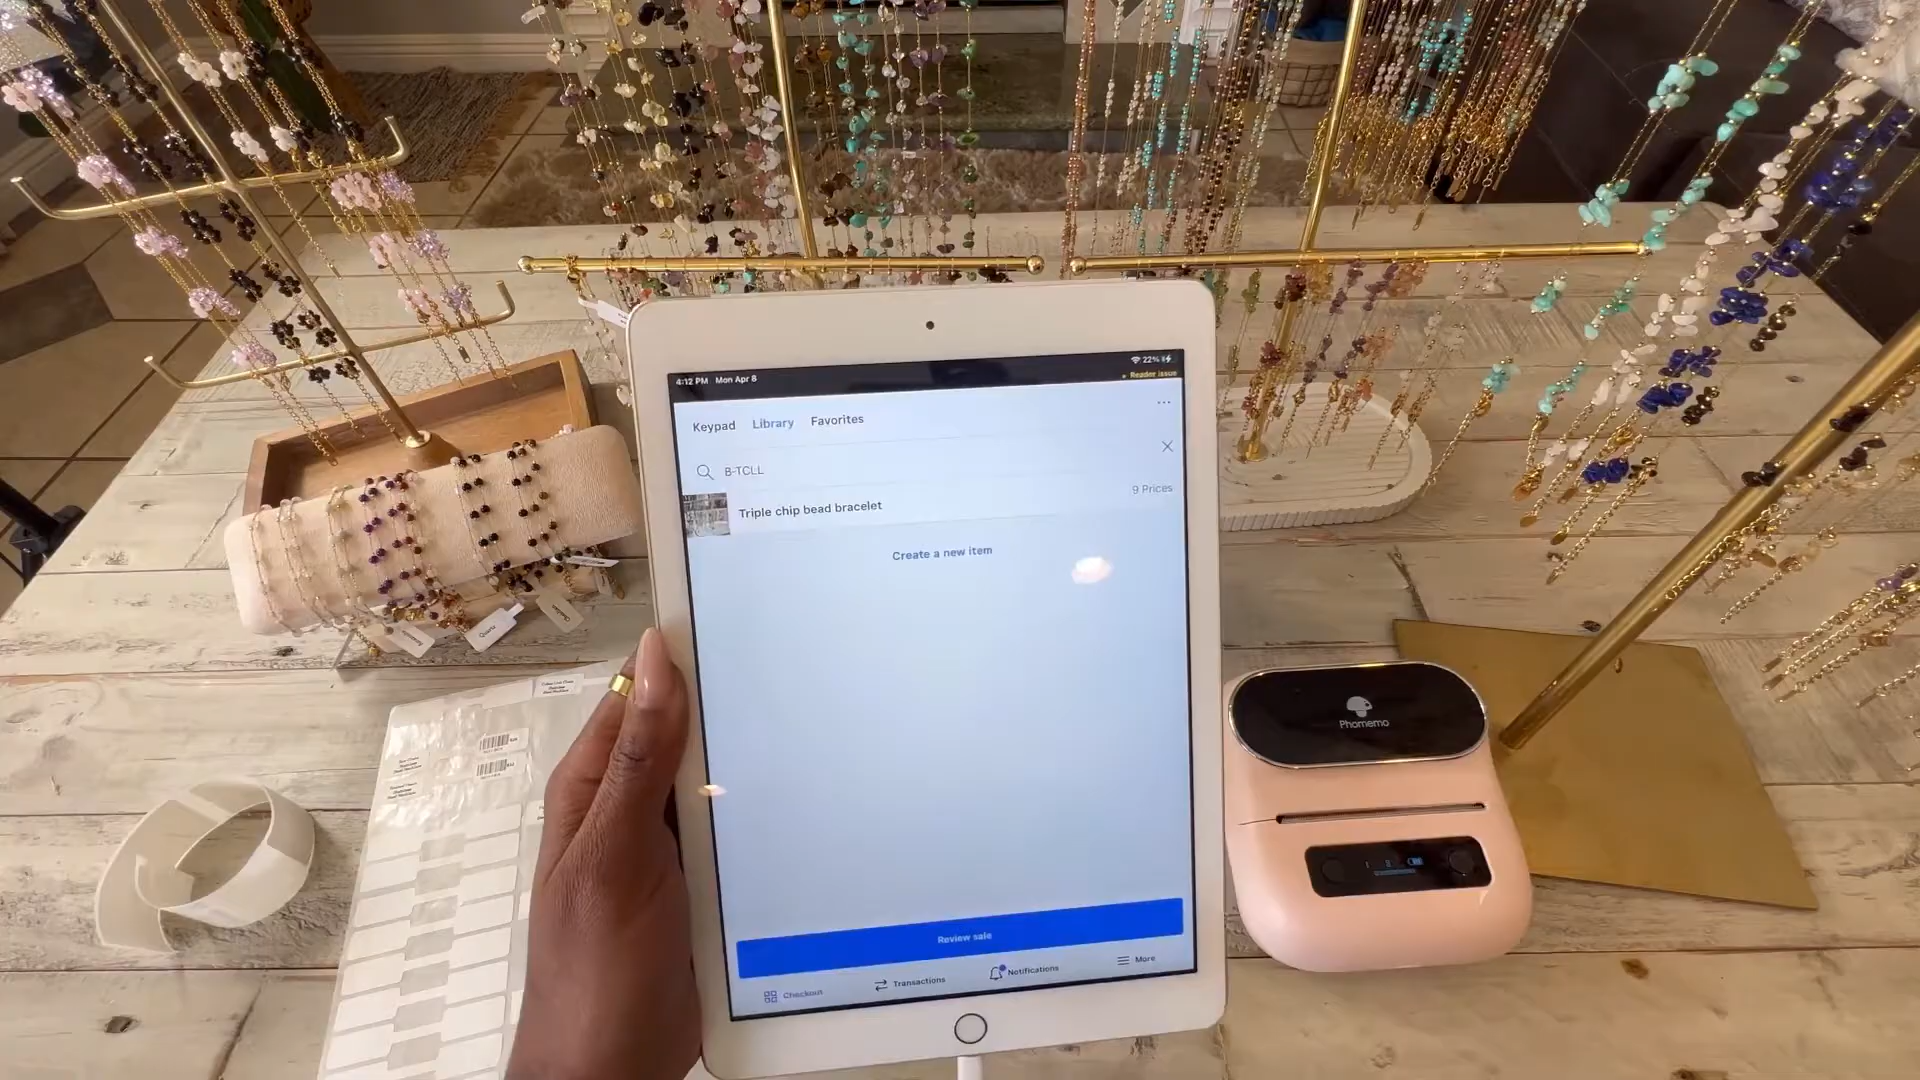 4:12 PM Mon Apr 8
22%
Reader issue
Keypad Library Favorites
B-TCLL
Triple chip bead bracelet
9 Prices
Create a new item
Review sale
Checkout
Transactions
Notifications
More
Phomemo
Quartz